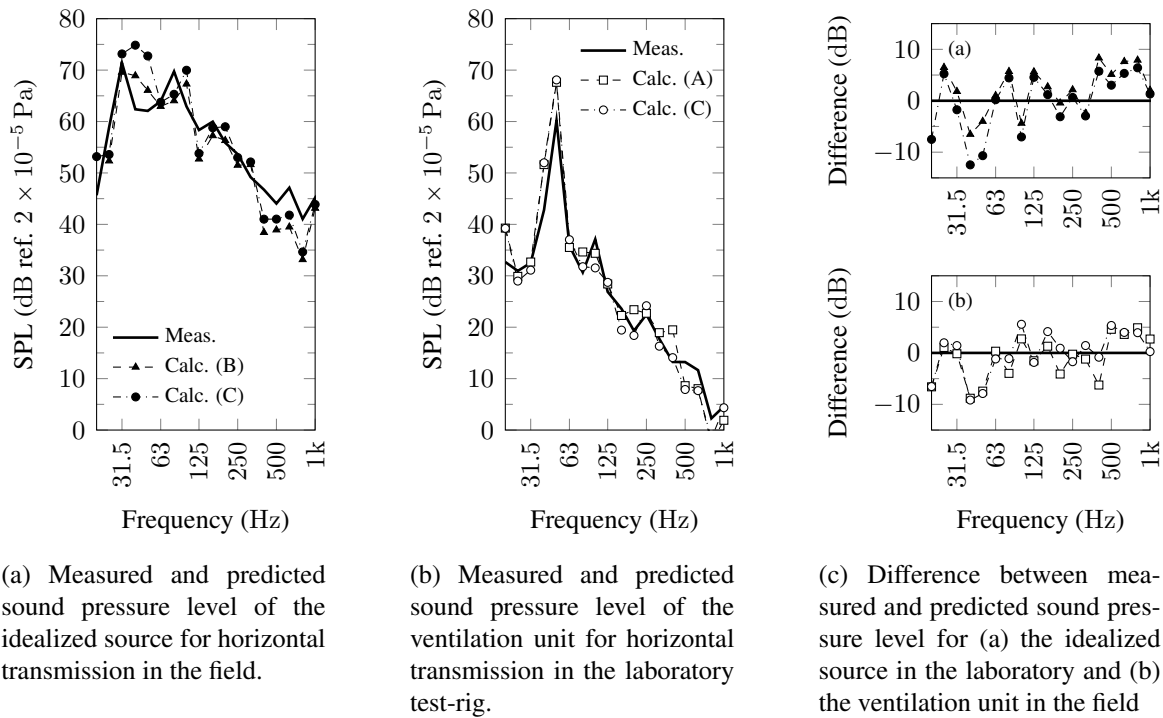 80
70
60
50
40
30
20
10
0
SPL (dB ref. 2 × 10⁻⁵ Pa)
Meas.
Calc. (B)
Calc. (C)
31.5
63
125
250
500
1k
Frequency (Hz)
(a) Measured and predicted
sound pressure level of the
idealized source for horizontal
transmission in the field.
80
70
60
50
40
30
20
10
0
SPL (dB ref. 2 × 10⁻⁵ Pa)
Meas.
Calc. (A)
Calc. (C)
31.5
63
125
250
500
1k
Frequency (Hz)
(b) Measured and predicted
sound pressure level of the
ventilation unit for horizontal
transmission in the laboratory
test-rig.
Difference (dB)
10
0
−10
(a)
31.5
63
125
250
500
1k
Difference (dB)
10
0
−10
(b)
31.5
63
125
250
500
1k
Frequency (Hz)
(c) Difference between mea-
sured and predicted sound pres-
sure level for (a) the idealized
source in the laboratory and (b)
the ventilation unit in the field